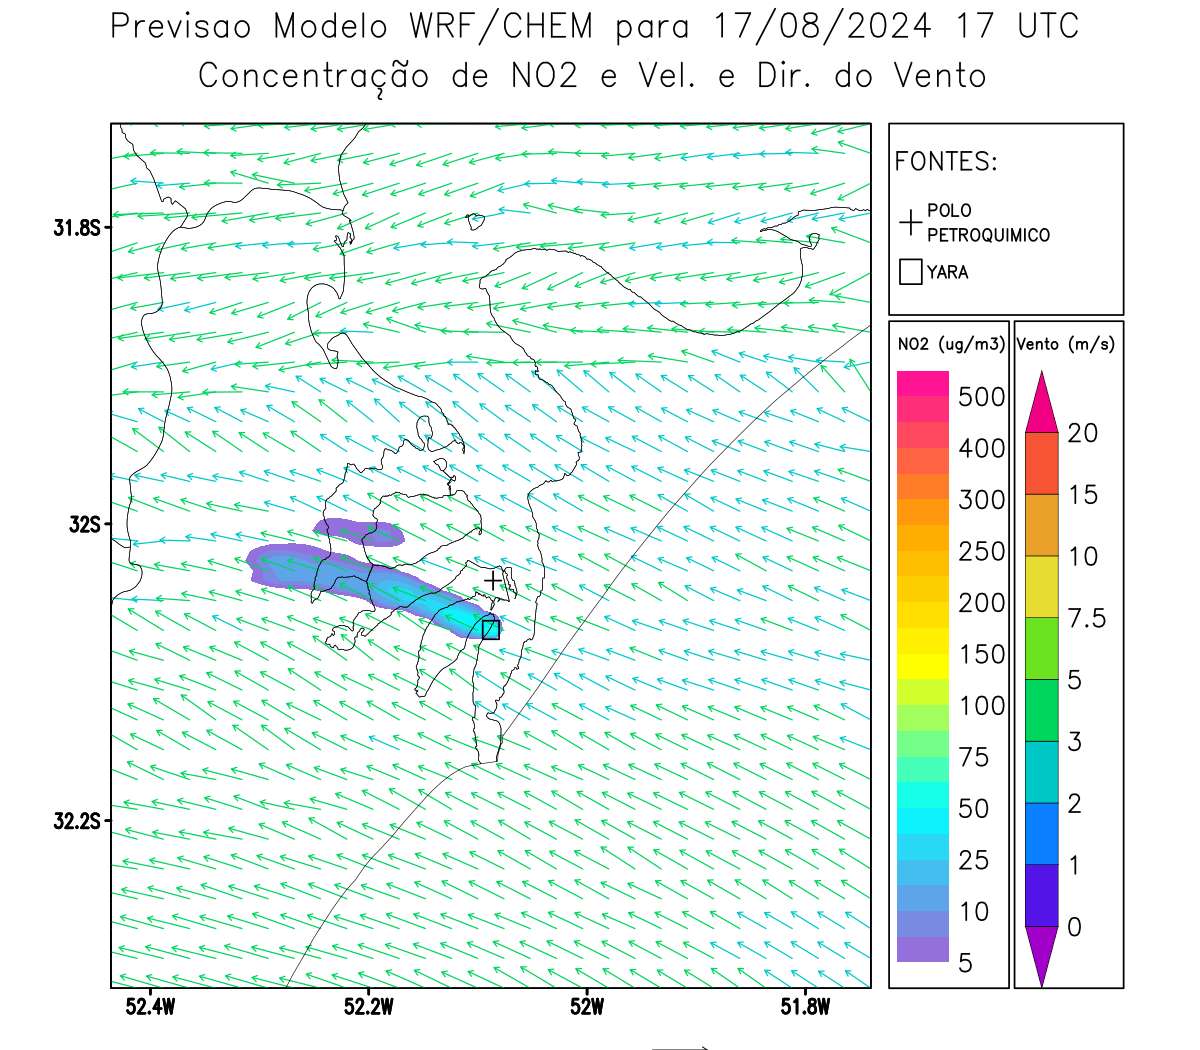 Previsao Modelo WRF/CHEM para 17/08/2024 17 UTC
Concentração de NO2 e Vel. e Dir. do Vento
FONTES:
POLO
PETROQUIMICO
YARA
31.8S
32S
32.2S
52.4W
52.2W
52W
51.8W
NO2 (ug/m3)
500
400
300
250
200
150
100
75
50
25
10
5
Vento (m/s)
20
15
10
7.5
5
3
2
1
0